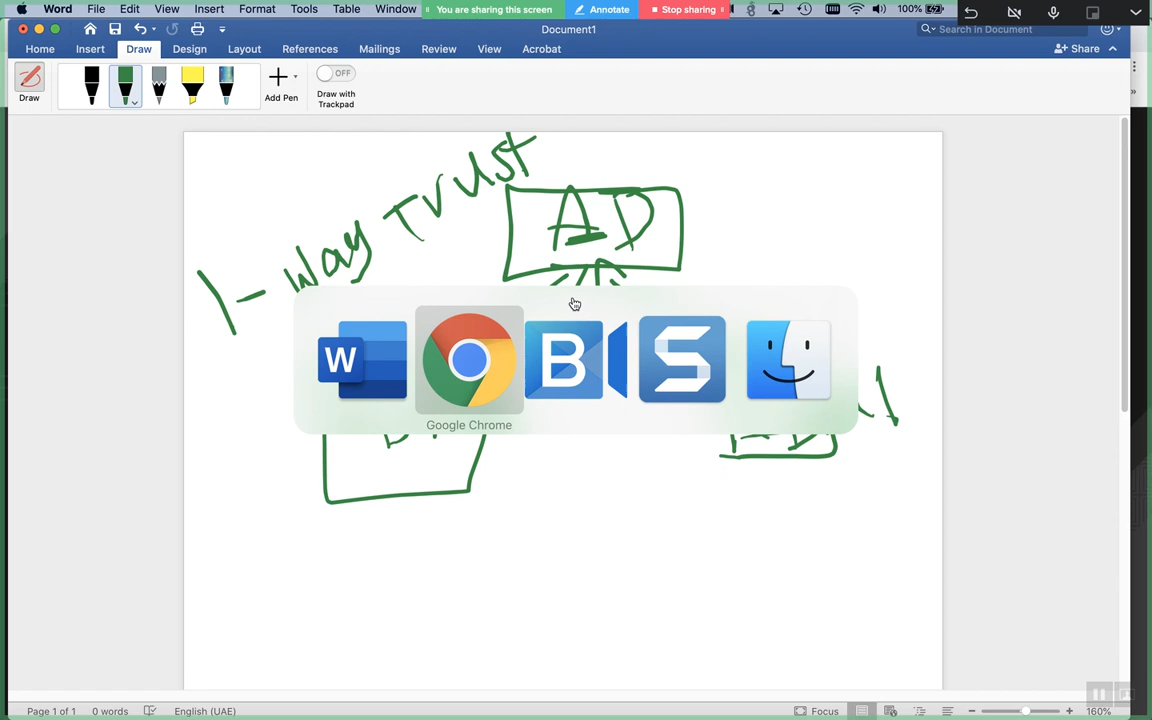 Word File Edit View Insert Format Tools Table Window You are sharing this screen Annotate Stop sharing 100%
Document1
Search in Document
Home Insert Draw Design Layout References Mailings Review View Acrobat Share
OFF
Draw Add Pen Draw with
Trackpad
1-way Trust
AD
W B S
Google Chrome
Page 1 of 1 0 words English (UAE) Focus 160%